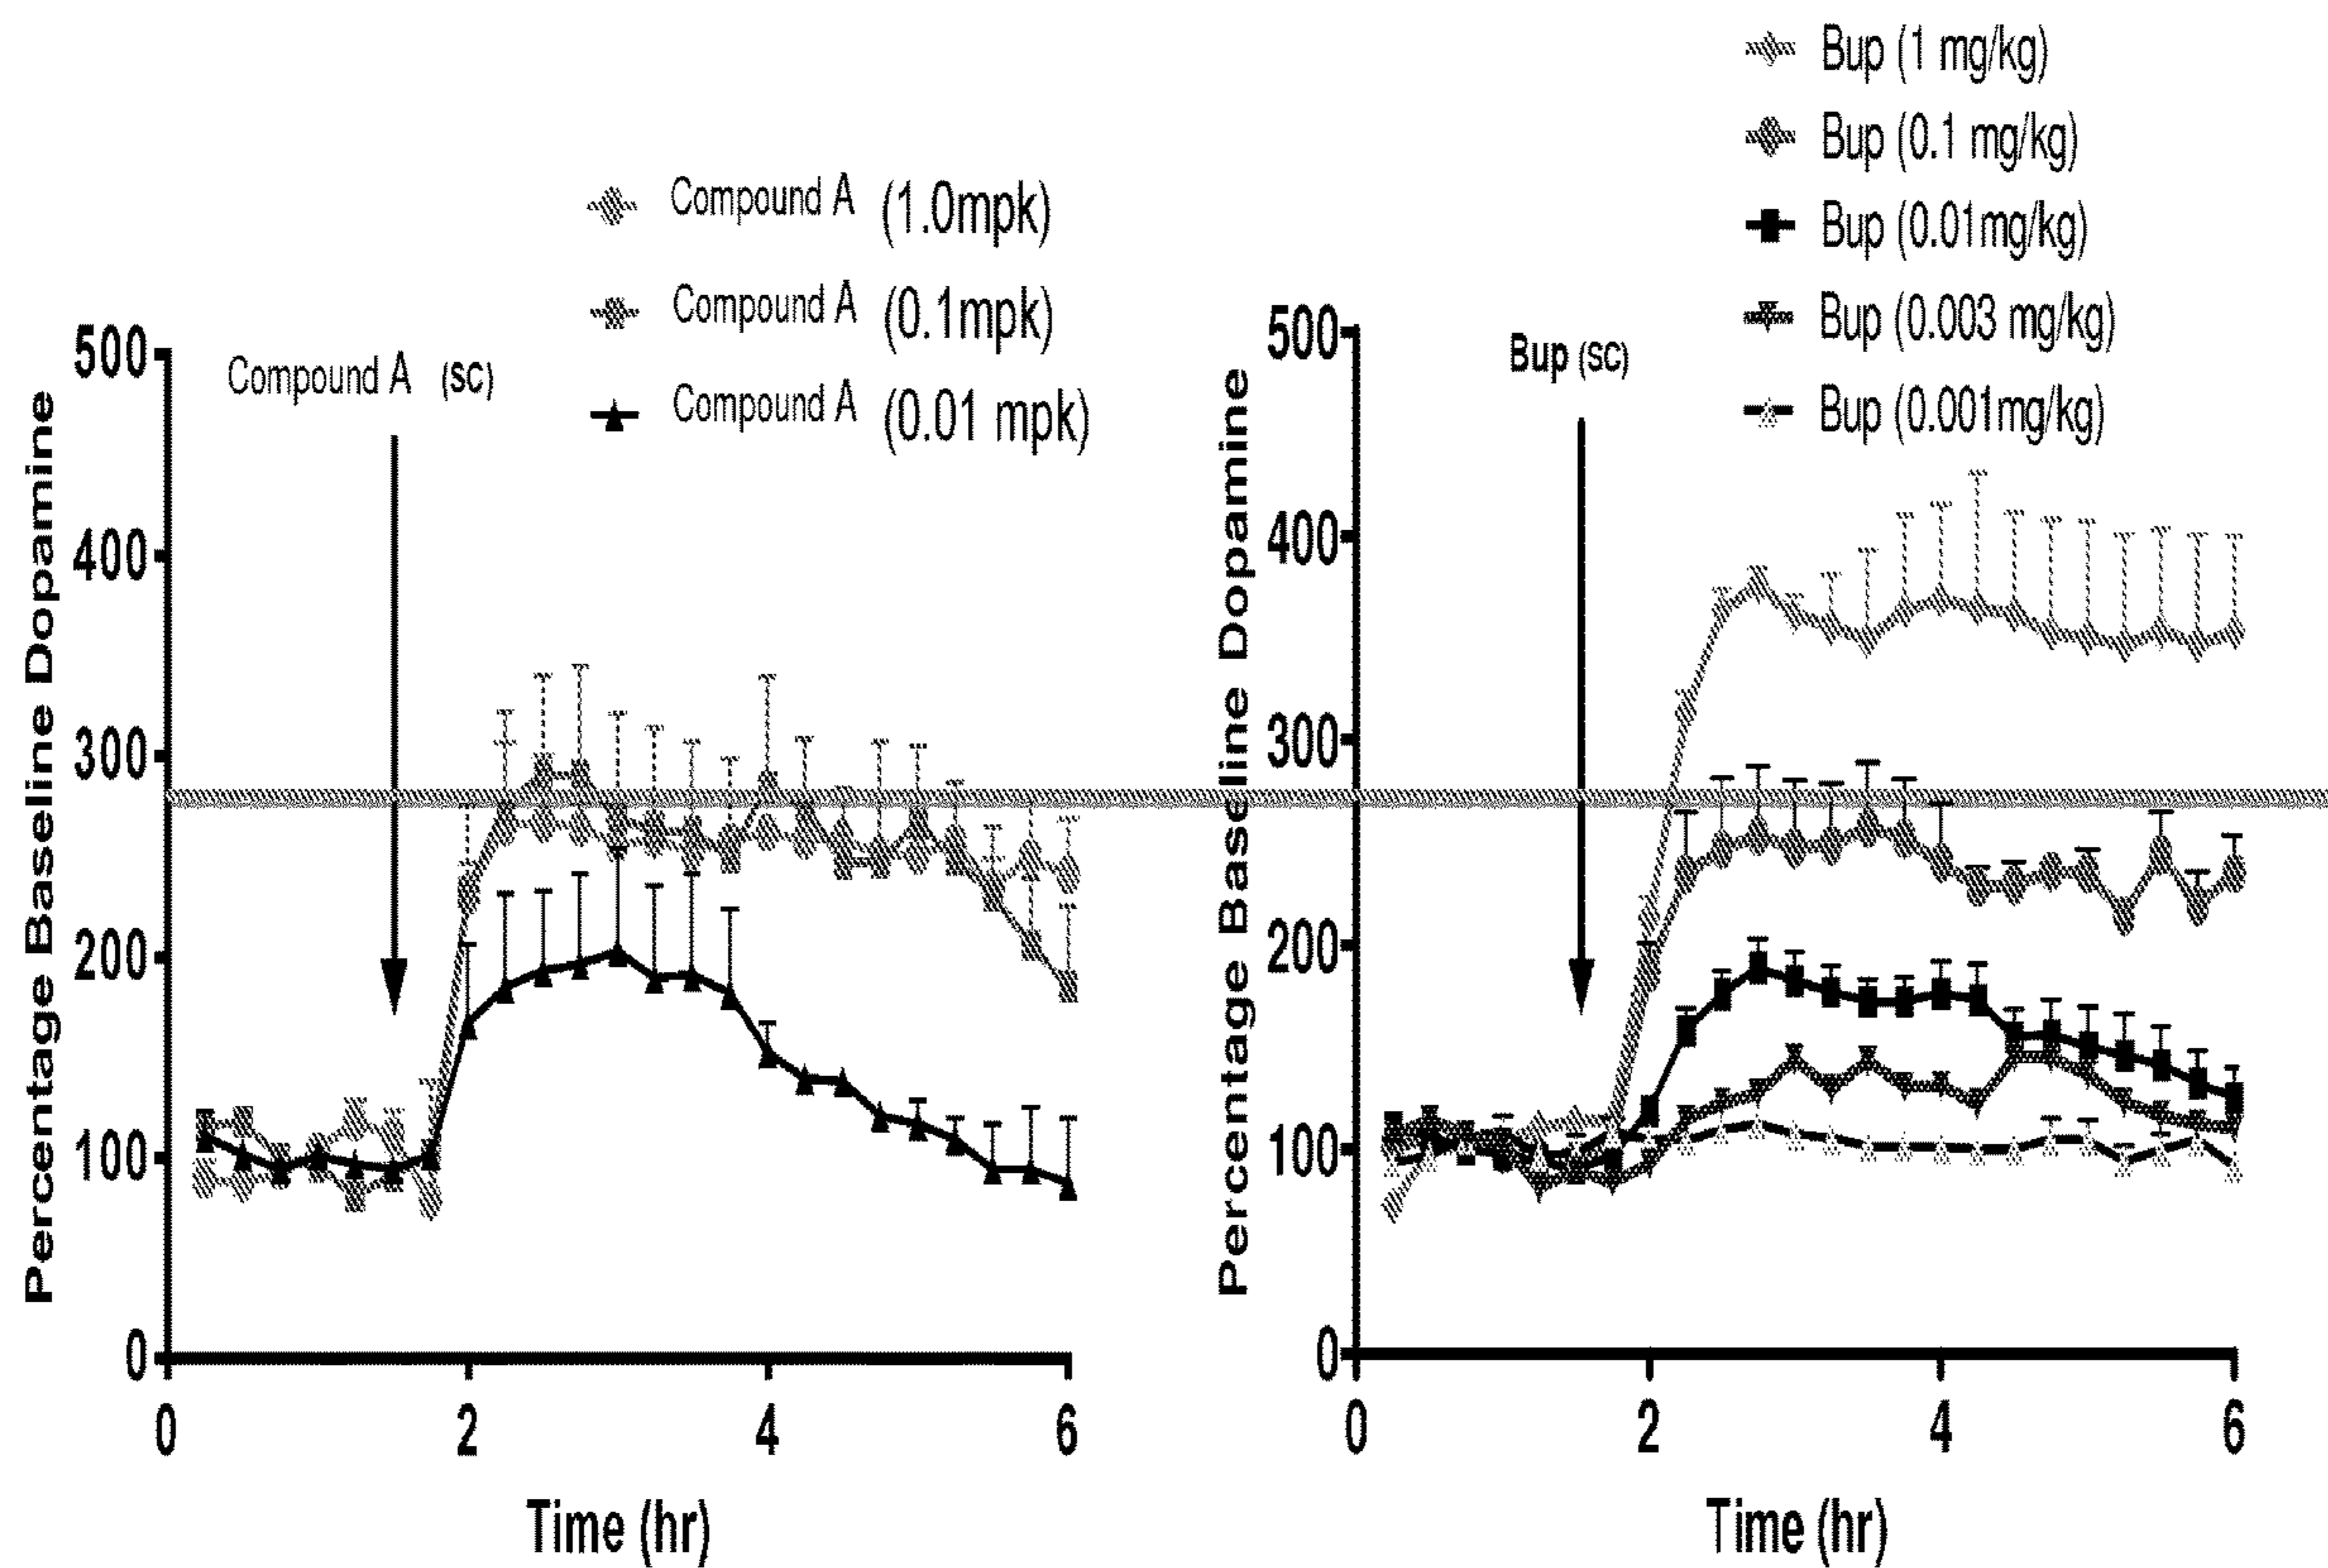 Compound A (1.0mpk)
Compound A (0.1mpk)
Compound A (0.01 mpk)
Compound A (SC)
Percentage Baseline Dopamine
500
400
300
200
100
0
0 2 4 6
Time (hr)
Bup (1 mg/kg)
Bup (0.1 mg/kg)
Bup (0.01mg/kg)
Bup (0.003 mg/kg)
Bup (0.001mg/kg)
Bup (SC)
Percentage Baseline Dopamine
500
400
300
200
100
0
0 2 4 6
Time (hr)